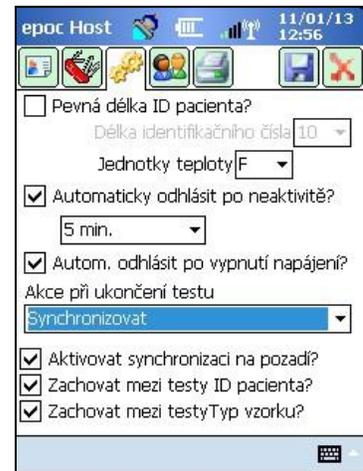 epoc Host 11/01/13
12:56
Pevná délka ID pacienta?
Délka identifikačního čísla 10
Jednotky teploty F
Automaticky odhlásit po neaktivitě?
5 min.
Autom. odhlásit po vypnutí napájení?
Akce při ukončení testu
Synchronizovat
Aktivovat synchronizaci na pozadí?
Zachovat mezi testy ID pacienta?
Zachovat mezi testyTyp vzorku?